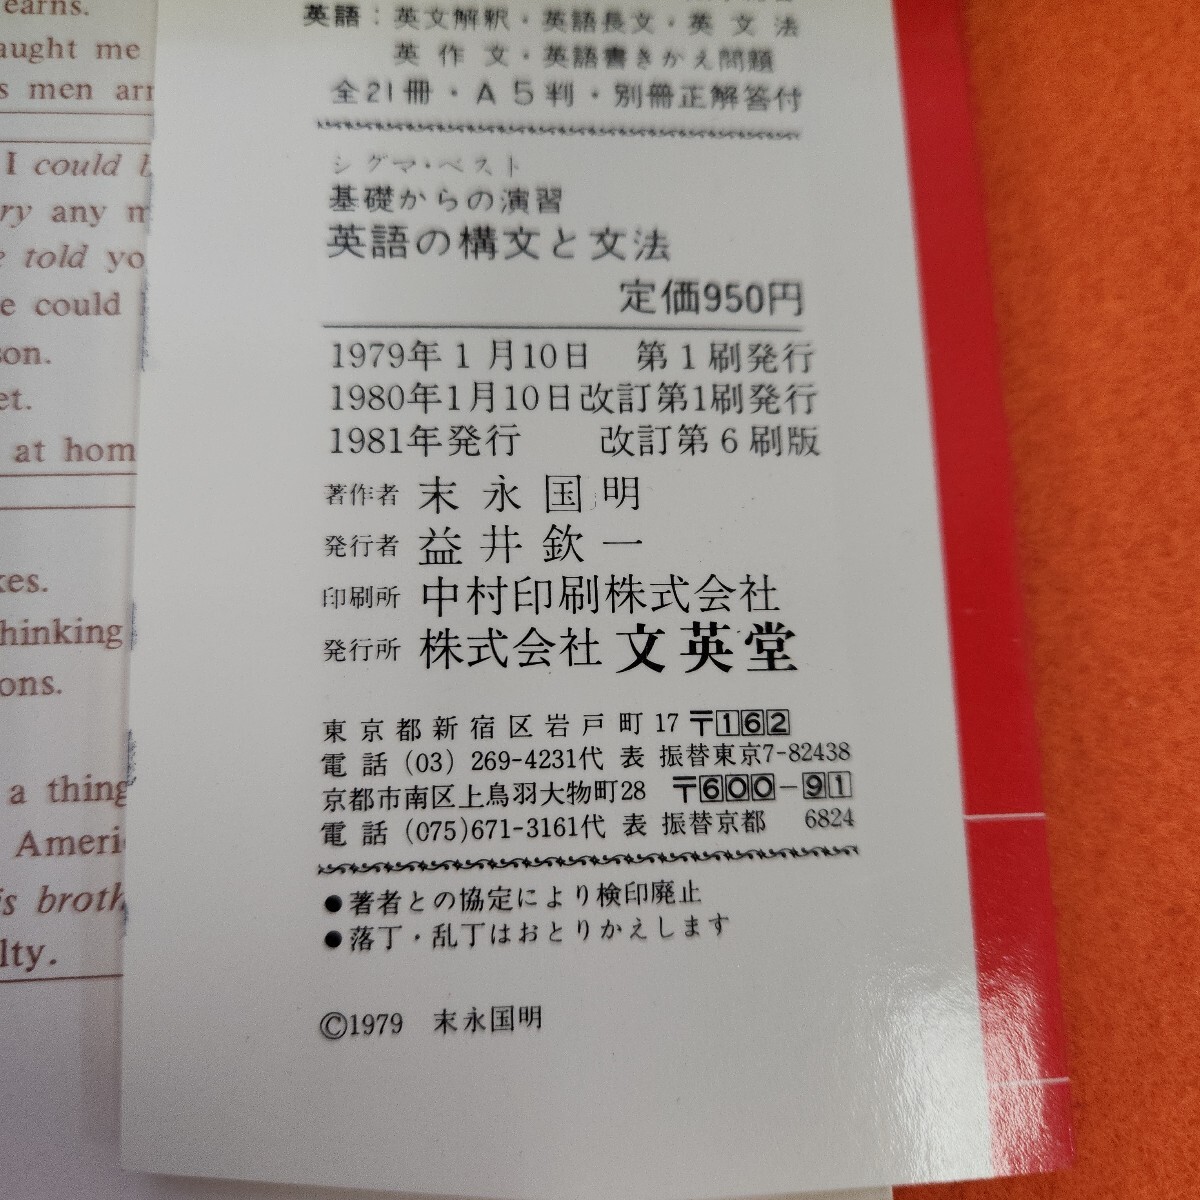 earns.
aught me
s men arr
I could b
ry any m
e told yo
e could
son.
et.
at hom
kes.
hinking
ons.
a thing
Ameri
is broth
lty.
英語：英文解釈・英語長文・英文法
英作文・英語書きかえ問題
全21冊・A5判・別冊正解答付
シグマ・ベスト
基礎からの演習
英語の構文と文法
定価950円
1979年1月10日 第1刷発行
1980年1月10日改訂第1刷発行
1981年発行 改訂第6刷版
著作者 末永国明
発行者 益井欽一
印刷所 中村印刷株式会社
発行所 株式会社 文英堂
東京都新宿区岩戸町17 〒162
電話(03)269-4231代表 振替東京7-82438
京都市南区上鳥羽大物町28 〒600-91
電話(075)671-3161代表 振替京都 6824
●著者との協定により検印廃止
●落丁・乱丁はおとりかえします
©1979 末永国明